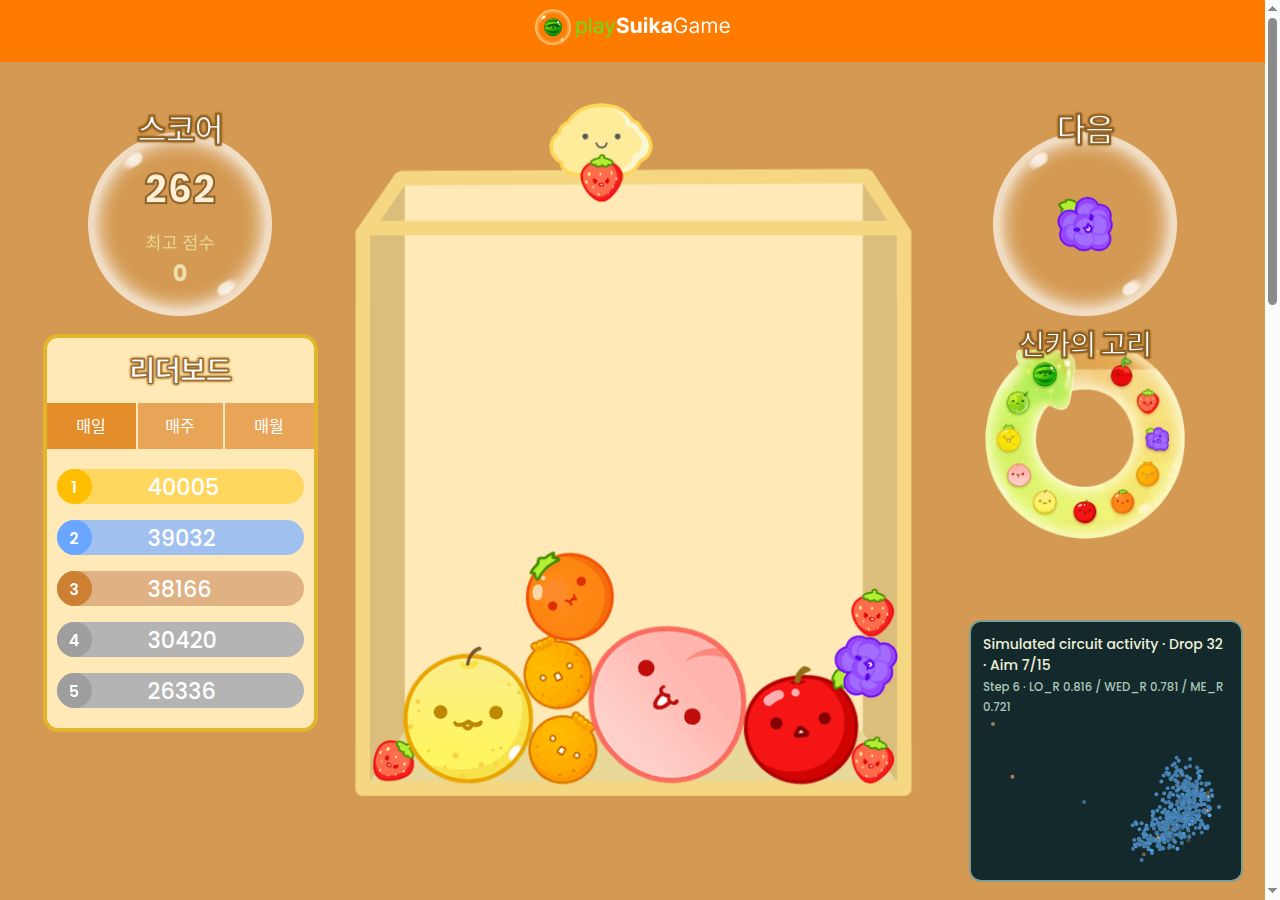 playSuikaGame
스코어
262
최고 점수
0
리더보드
매일 매주 매월
1 40005
2 39032
3 38166
4 30420
5 26336
다음
신카의 고리
Simulated circuit activity · Drop 32
· Aim 7/15
Step 6 · LO_R 0.816 / WED_R 0.781 / ME_R
0.721